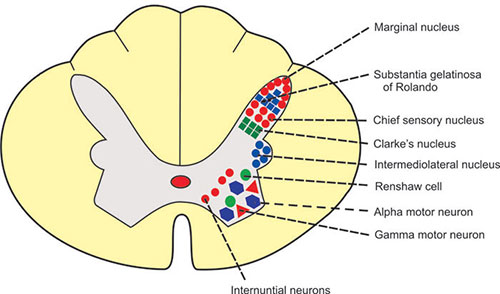 Marginal nucleus
Substantia gelatinosa
of Rolando
Chief sensory nucleus
Clarke's nucleus
Intermediolateral nucleus
Renshaw cell
Alpha motor neuron
Gamma motor neuron
Internuntial neurons